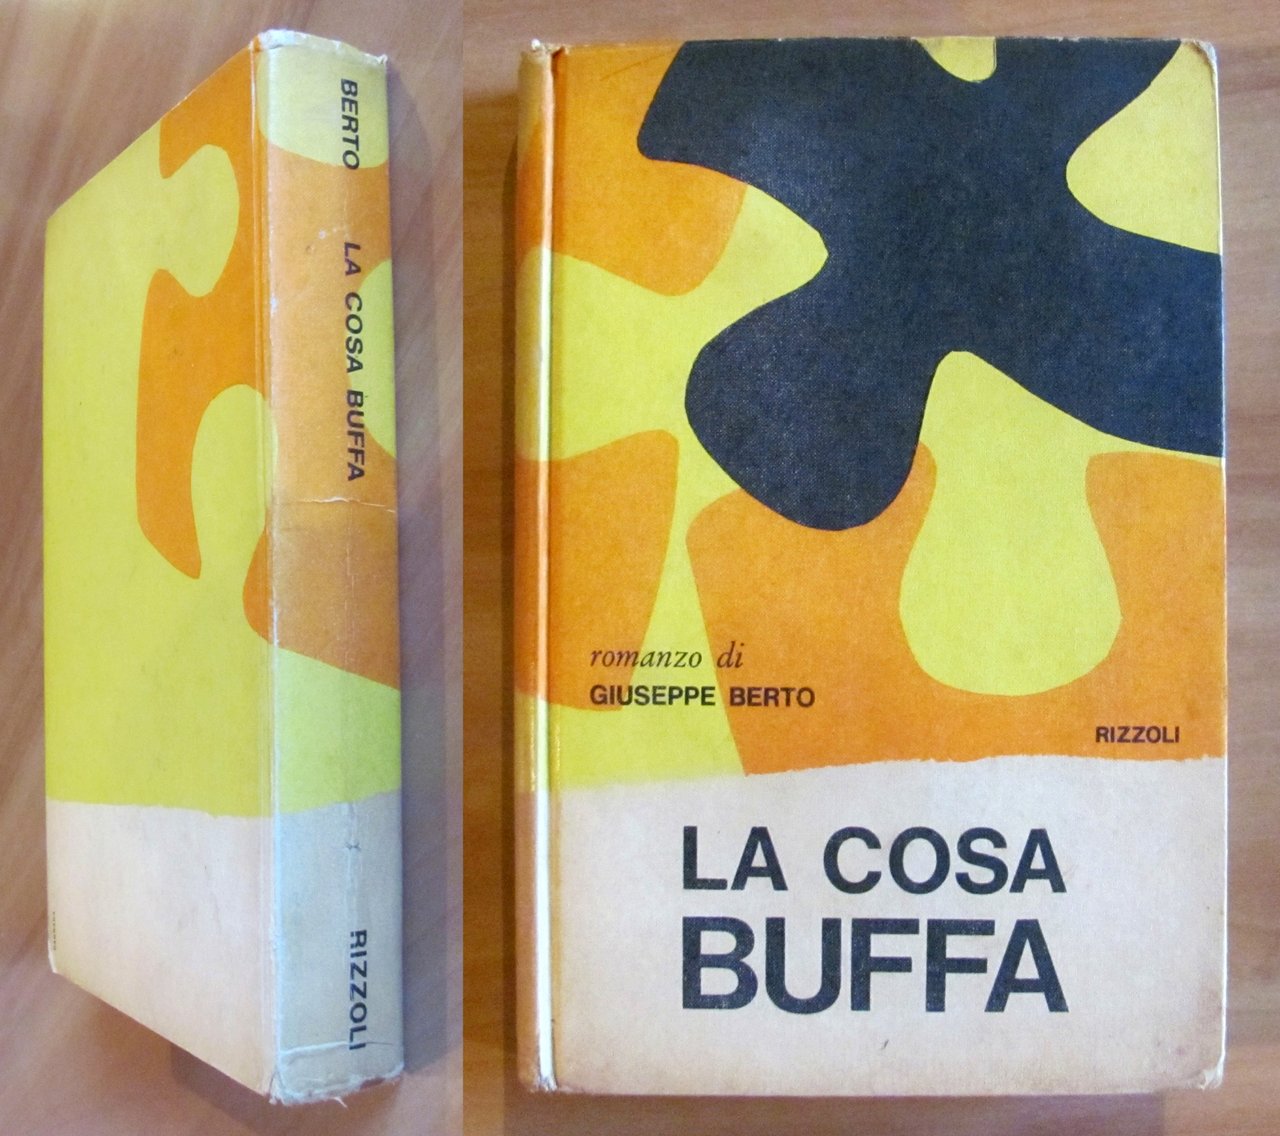 BERTO LA COSA BUFFA RIZZOLI
romanzo di
GIUSEPPE BERTO
RIZZOLI
LA COSA
BUFFA